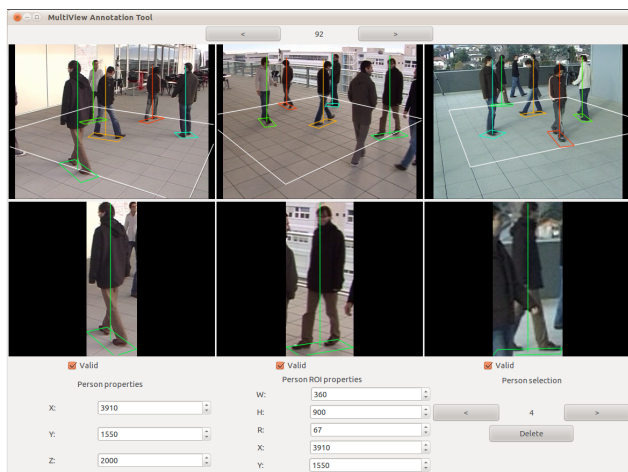 MultiView Annotation Tool
< 92 >
Valid Valid Valid
Person properties Person ROI properties Person selection
W: 360
X: 3910 H: 900 < 4 >
Y: 1550 R: 67 Delete
X: 3910
Z: 2000 Y: 1550